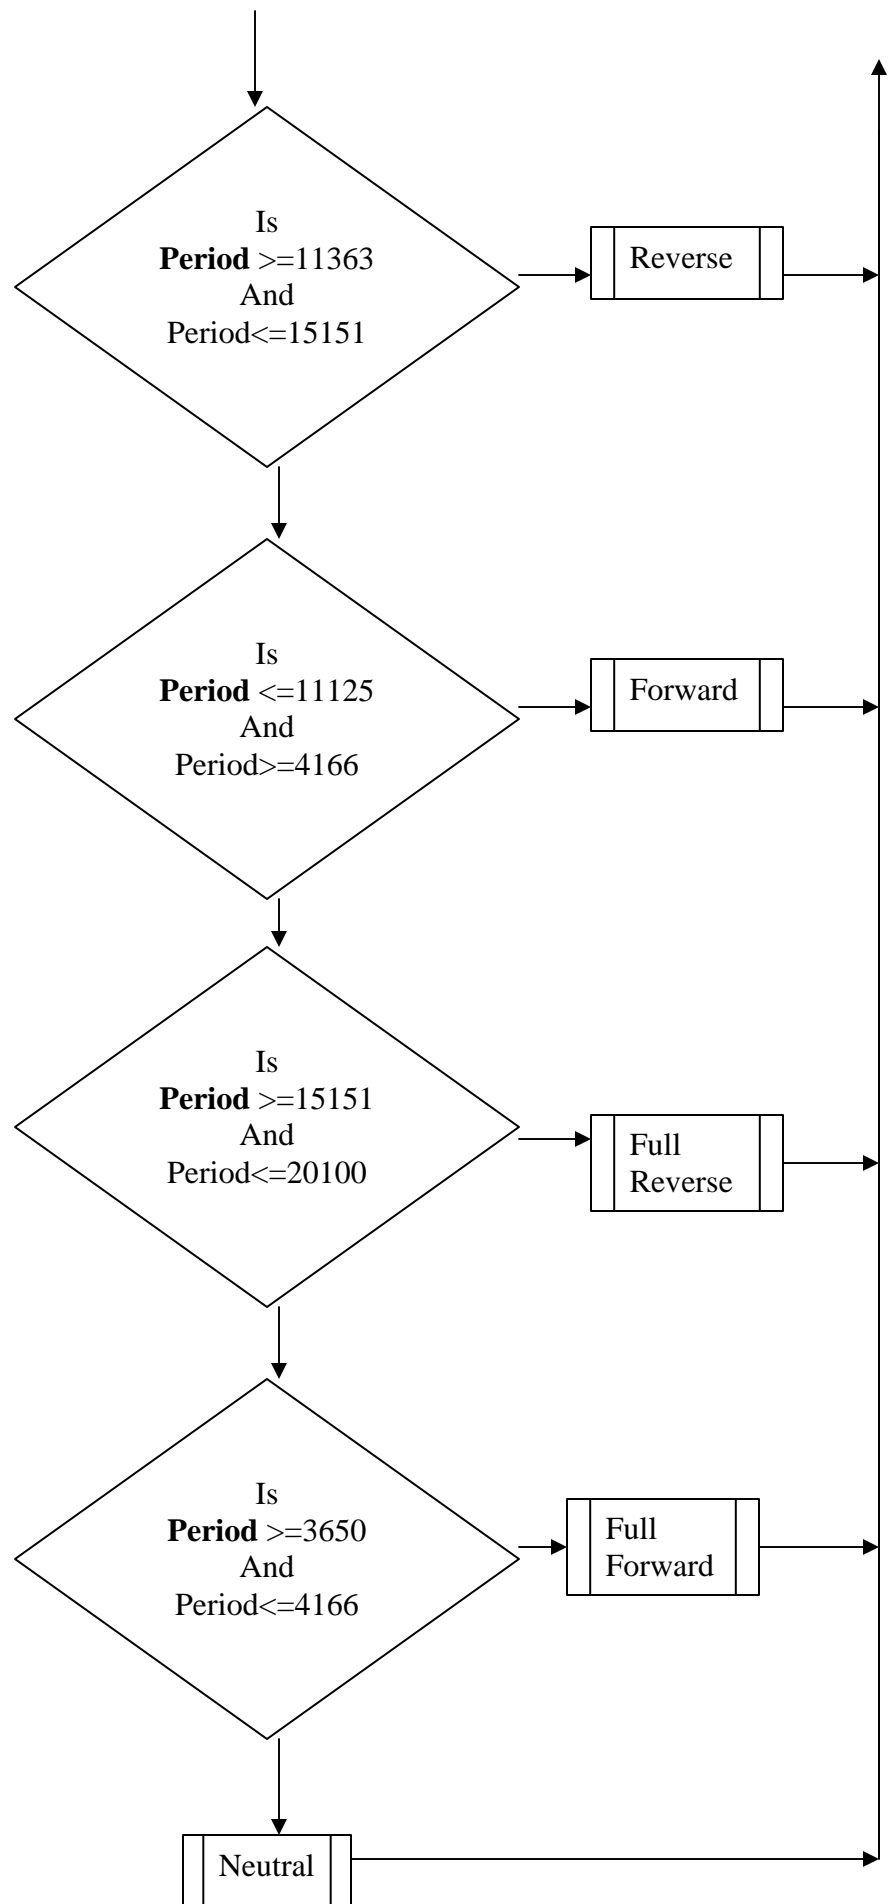 Is
Period >=11363
And
Period<=15151
Reverse
Is
Period <=11125
And
Period>=4166
Forward
Is
Period >=15151
And
Period<=20100
Full
Reverse
Is
Period >=3650
And
Period<=4166
Full
Forward
Neutral